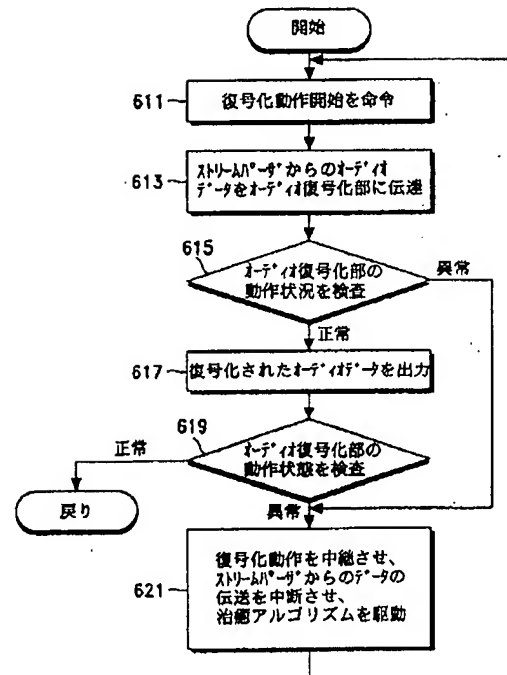 開始
611
復号化動作開始を命令
613
ストリームパーザからのオーディオ
データをオーディオ復号化部に伝達
615
オーディオ復号化部の
動作状況を検査
異常
正常
617
復号化されたオーディオデータを出力
619
オーディオ復号化部の
動作状態を検査
正常
戻り
異常
621
復号化動作を中継させ、
ストリームパーザからのデータの
伝送を中断させ、
治癒アルゴリズムを駆動